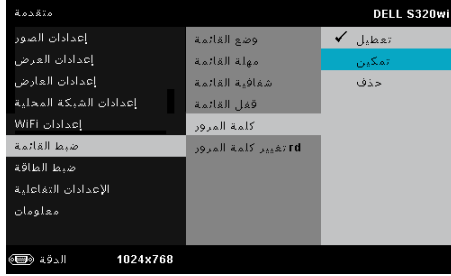 متقدمة
DELL S320wi
إعدادات الصور
إعدادات العرض
إعدادات العارض
إعدادات الشبكة المحلية
إعدادات WiFi
ضبط القائمة
ضبط الطاقة
الإعدادات التفاعلية
معلومات
وضع القائمة
مهلة القائمة
شفافية القائمة
قفل القائمة
كلمة المرور
rd تغيير كلمة المرور
تعطيل
تمكين
حذف
الدقة
1024x768